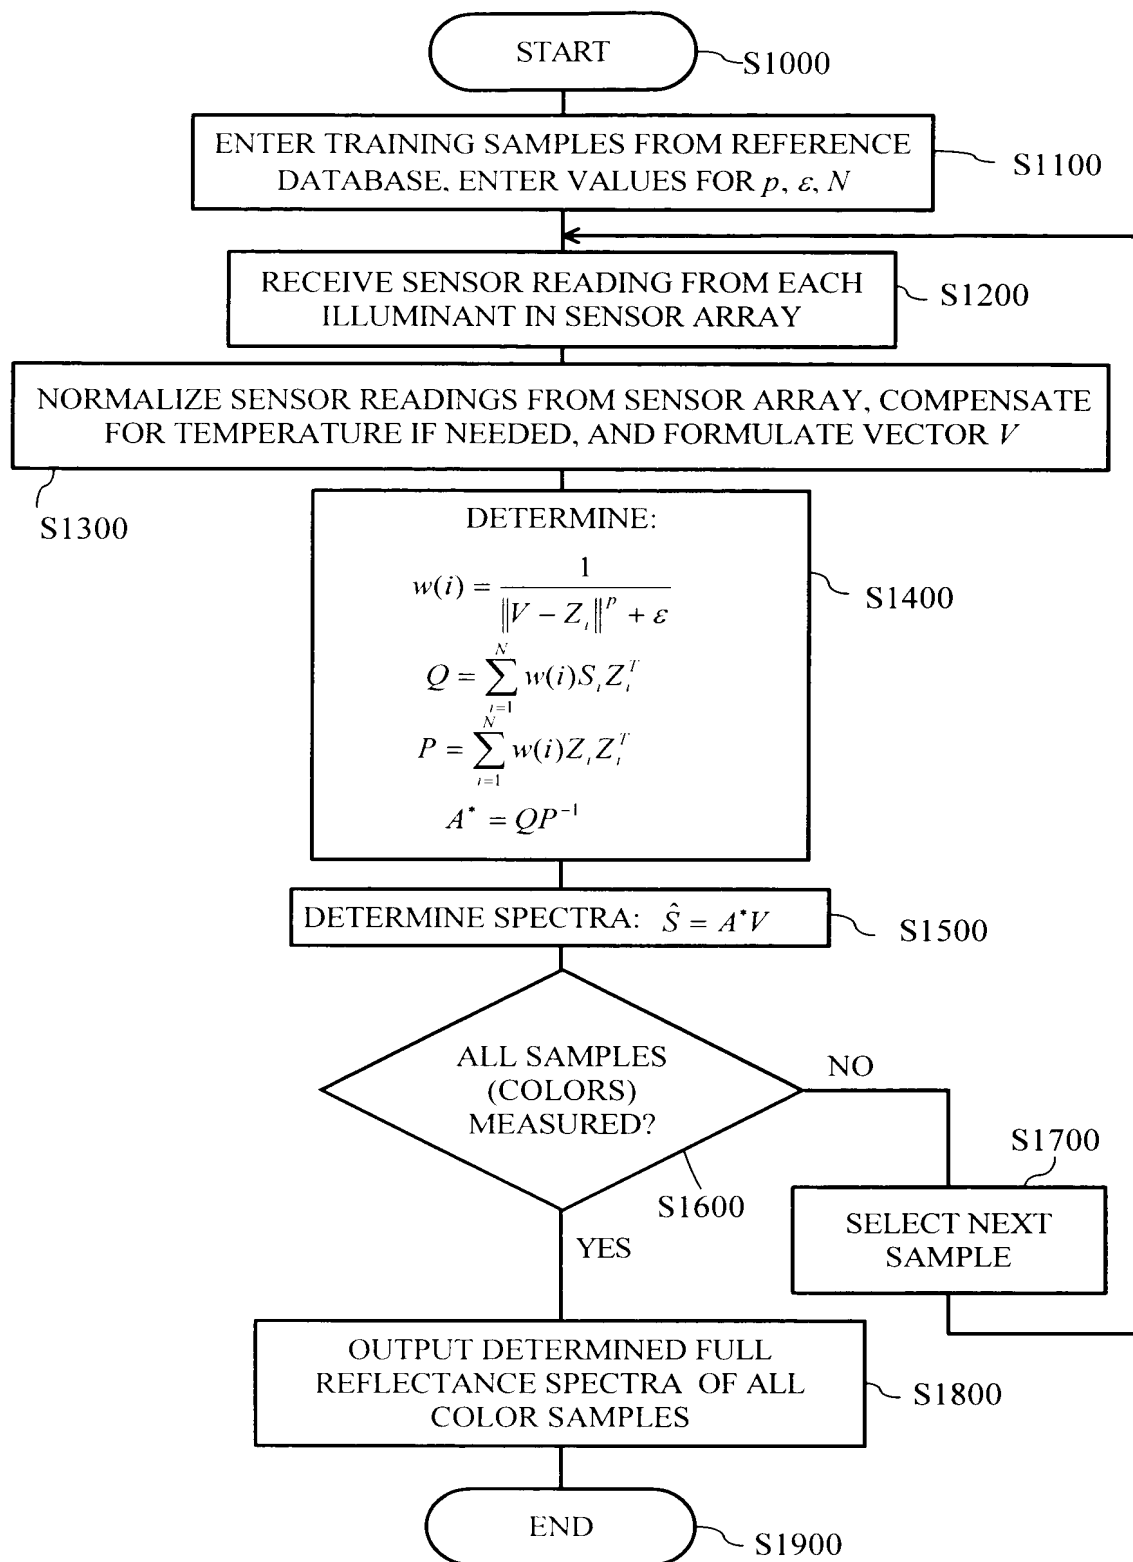 START
S1000
ENTER TRAINING SAMPLES FROM REFERENCE
DATABASE, ENTER VALUES FOR p, ε, N
S1100
RECEIVE SENSOR READING FROM EACH
ILLUMINANT IN SENSOR ARRAY
S1200
NORMALIZE SENSOR READINGS FROM SENSOR ARRAY, COMPENSATE
FOR TEMPERATURE IF NEEDED, AND FORMULATE VECTOR V
S1300
DETERMINE:
w(i) = 1 / (‖V − Z_i‖^p + ε)
Q = ∑_{i=1}^{N} w(i)S_i Z_i^T
P = ∑_{i=1}^{N} w(i)Z_i Z_i^T
A^* = QP^{-1}
S1400
DETERMINE SPECTRA: Ŝ = A^*V
S1500
ALL SAMPLES
(COLORS)
MEASURED?
NO
S1600
YES
S1700
SELECT NEXT
SAMPLE
OUTPUT DETERMINED FULL
REFLECTANCE SPECTRA OF ALL
COLOR SAMPLES
S1800
END
S1900